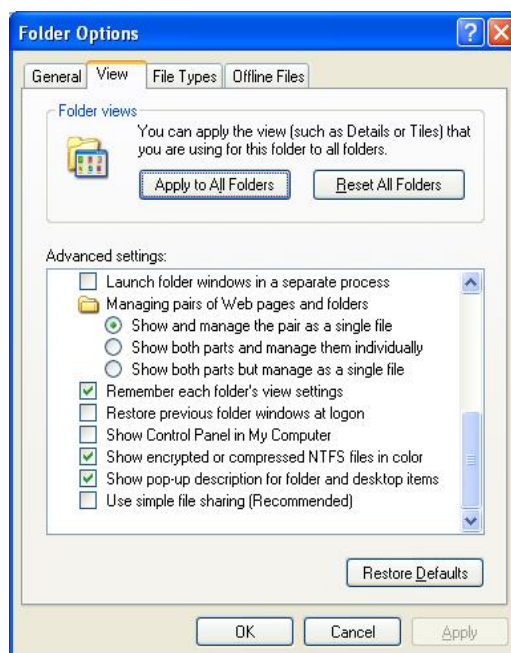 Folder Options
General
View
File Types
Offline Files
Folder views
You can apply the view (such as Details or Tiles) that
you are using for this folder to all folders.
Apply to All Folders
Reset All Folders
Advanced settings:
Launch folder windows in a separate process
Managing pairs of Web pages and folders
Show and manage the pair as a single file
Show both parts and manage them individually
Show both parts but manage as a single file
Remember each folder's view settings
Restore previous folder windows at logon
Show Control Panel in My Computer
Show encrypted or compressed NTFS files in color
Show pop-up description for folder and desktop items
Use simple file sharing (Recommended)
Restore Defaults
OK
Cancel
Apply